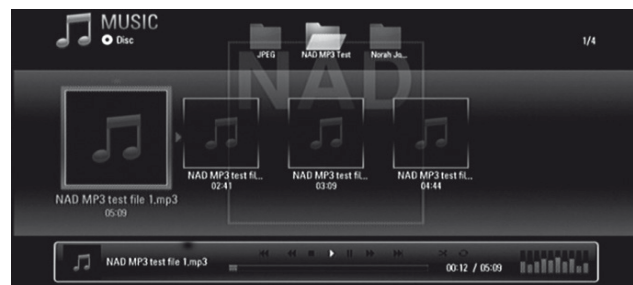 MUSIC
Disc
JPEG
NAD MP3 Test
Norah Jo...
1/4
NAD
NAD MP3 test file 1.mp3
05:09
NAD MP3 test fil...
02:41
NAD MP3 test fil...
03:09
NAD MP3 test fil...
04:44
NAD MP3 test file 1.mp3
00:12 / 05:09